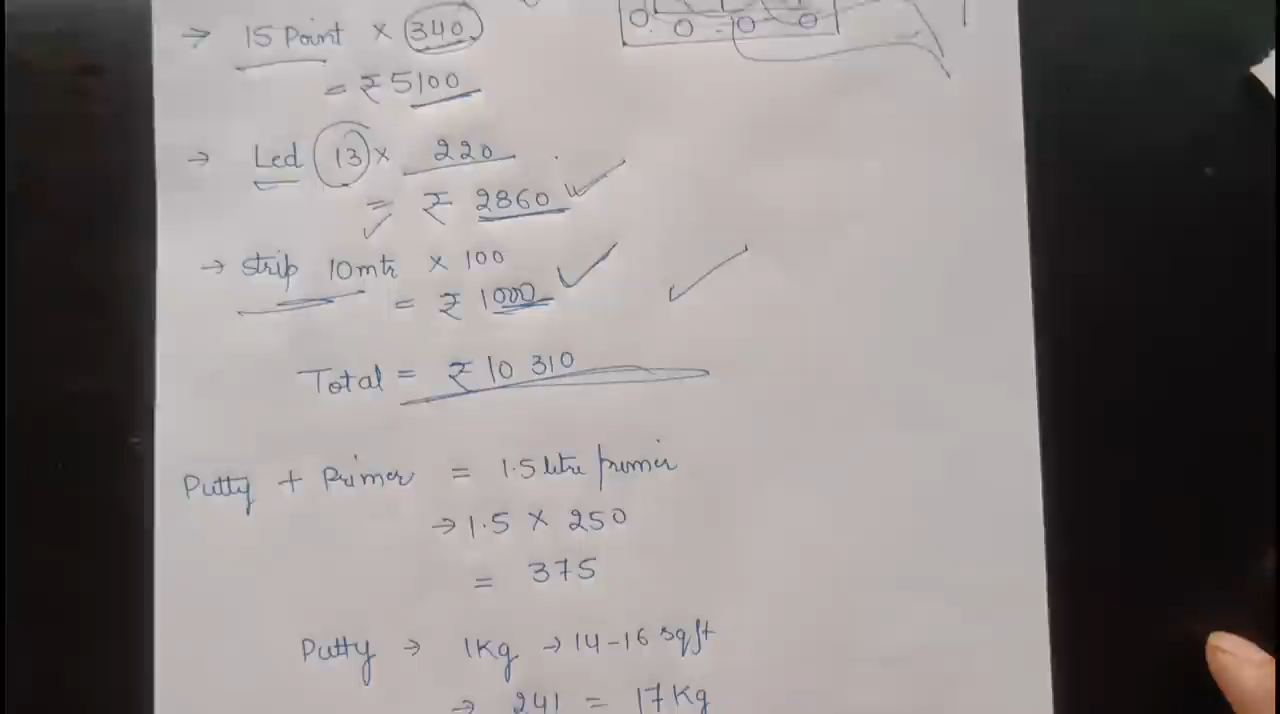 → 15 Point × 340
= ₹ 5100
→ Led 13 × 220
= ₹ 2860
→ Strip 10mtr × 100
= ₹ 1000
Total = ₹ 10 310
Putty + Primer = 1.5 litre primer
→ 1.5 × 250
= 375
Putty → 1Kg → 14-16 sqft
→ 241 = 17 Kg